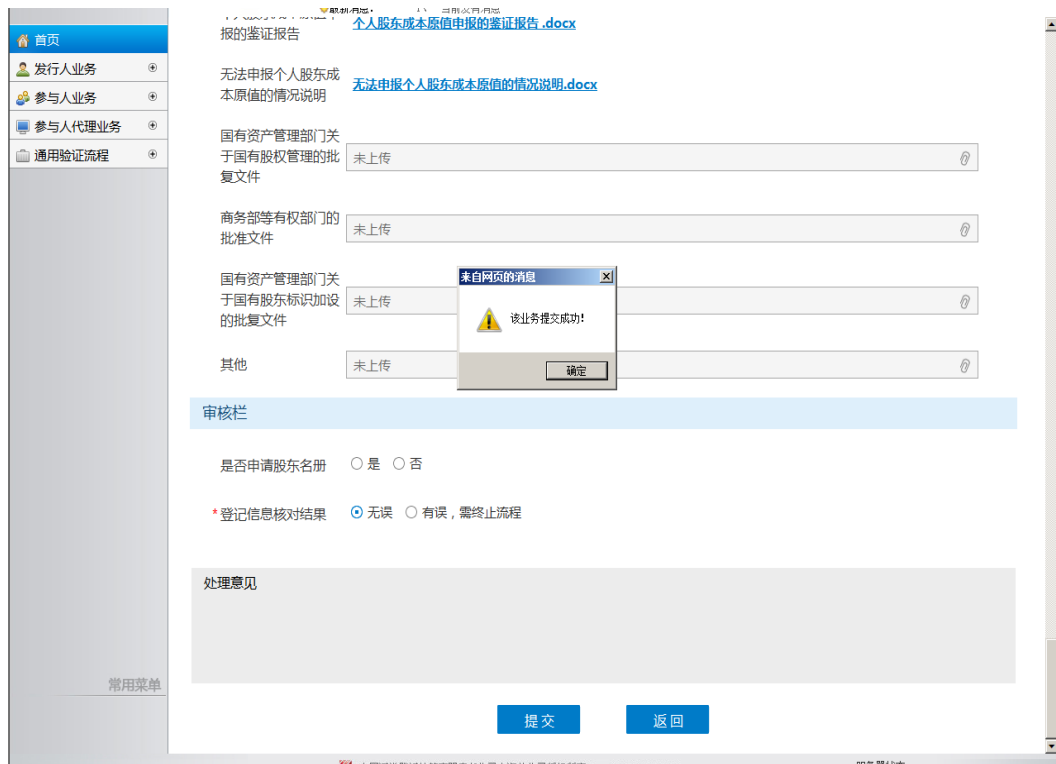 最新消息:
当前没有消息
首页
发行人业务
参与人业务
参与人代理业务
通用验证流程
常用菜单
报的鉴证报告
个人股东成本原值申报的鉴证报告 .docx
无法申报个人股东成
本原值的情况说明
无法申报个人股东成本原值的情况说明.docx
国有资产管理部门关
于国有股权管理的批
复文件
未上传
商务部等有权部门的
批准文件
未上传
国有资产管理部门关
于国有股东标识加设
的批复文件
未上传
其他
未上传
来自网页的消息
该业务提交成功!
确定
审核栏
是否申请股东名册
是 否
*登记信息核对结果
无误 有误，需终止流程
处理意见
提交
返回